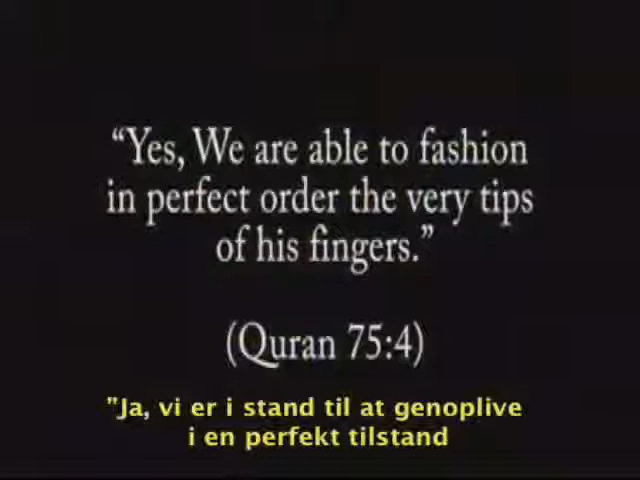 “Yes, We are able to fashion
in perfect order the very tips
of his fingers.”
(Quran 75:4)
"Ja, vi er i stand til at genoplive
i en perfekt tilstand